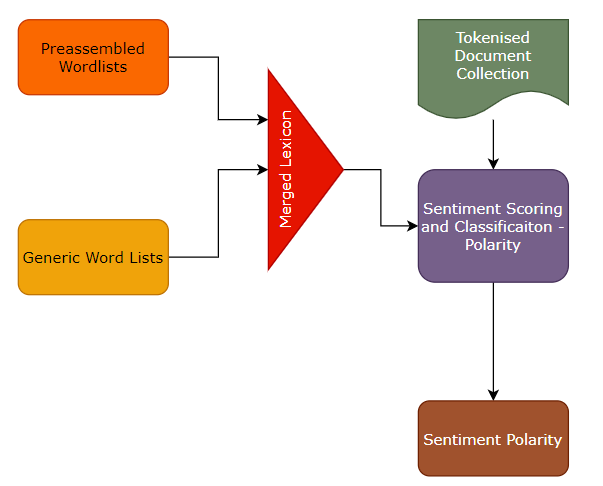 Preassembled
Wordlists
Tokenised
Document
Collection
Merged Lexicon
Sentiment Scoring
and Classificaiton -
Polarity
Generic Word Lists
Sentiment Polarity